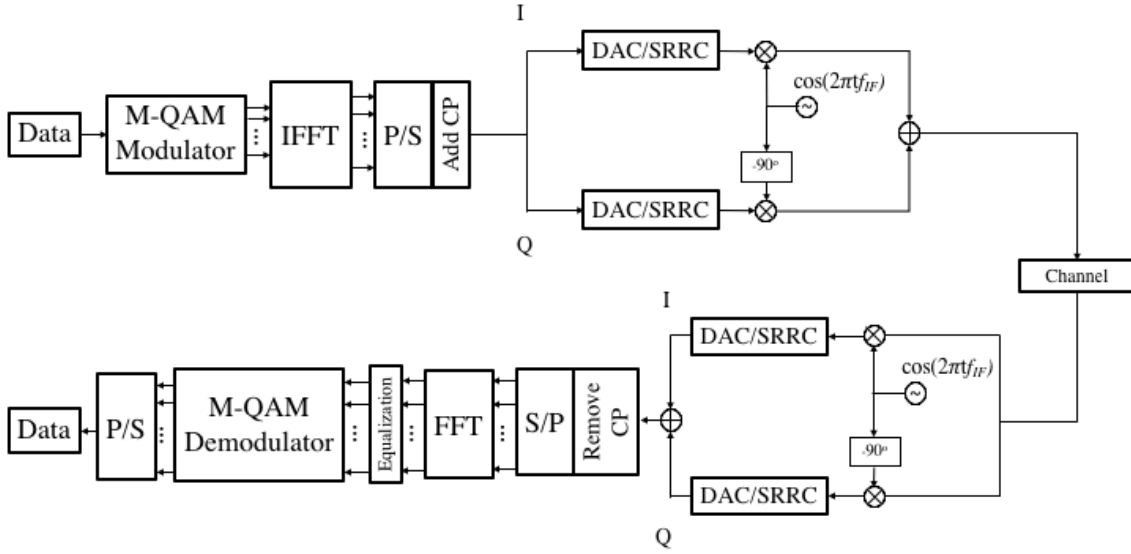 I
DAC/SRRC
cos(2πtf_IF)
~
Data
M-QAM
Modulator
IFFT
P/S
Add CP
-90°
DAC/SRRC
Q
Channel
I
DAC/SRRC
cos(2πtf_IF)
~
Data
P/S
M-QAM
Demodulator
Equalization
FFT
S/P
Remove
CP
-90°
DAC/SRRC
Q